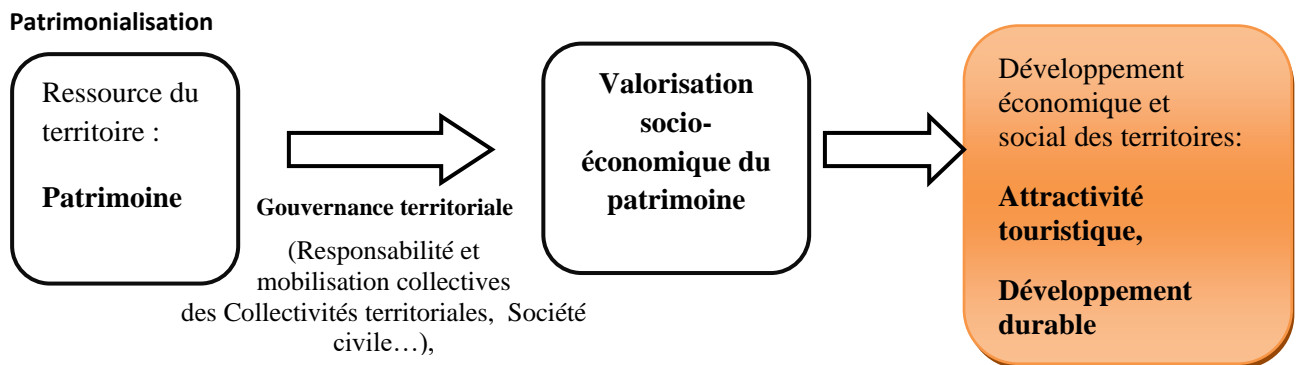 Patrimonialisation
Ressource du
territoire :
Patrimoine
Gouvernance territoriale
(Responsabilité et
mobilisation collectives
des Collectivités territoriales, Société
civile…),
Valorisation
socio-
économique du
patrimoine
Développement
économique et
social des territoires:
Attractivité
touristique,
Développement
durable